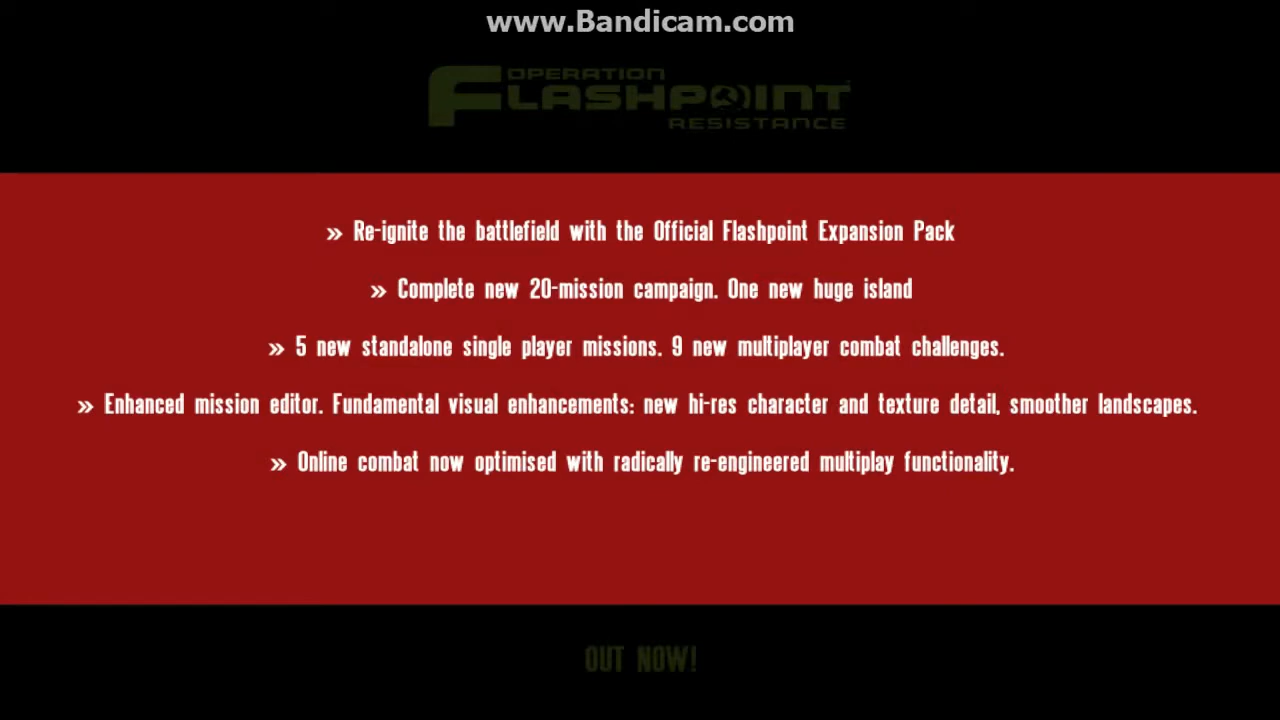 www.Bandicam.com
OPERATION
FLASHPOINT
RESISTANCE
» Re-ignite the battlefield with the Official Flashpoint Expansion Pack
» Complete new 20-mission campaign. One new huge island
» 5 new standalone single player missions. 9 new multiplayer combat challenges.
» Enhanced mission editor. Fundamental visual enhancements: new hi-res character and texture detail, smoother landscapes.
» Online combat now optimised with radically re-engineered multiplay functionality.
OUT NOW!